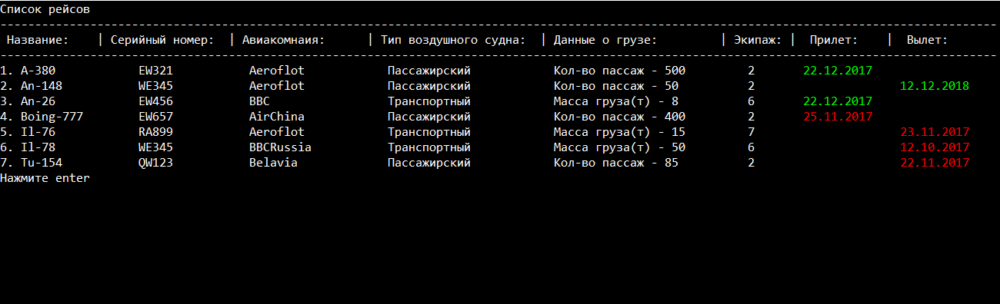 Список рейсов
Название: | Серийный номер: | Авиакомнаия: | Тип воздушного судна: | Данные о грузе: | Экипаж: | Прилет: | Вылет:
1. A-380 EW321 Aeroflot Пассажирский Кол-во пассаж - 500 2 22.12.2017
2. An-148 WE345 Aeroflot Пассажирский Кол-во пассаж - 50 2 12.12.2018
3. An-26 EW456 BBC Транспортный Масса груза(т) - 8 6 22.12.2017
4. Boing-777 EW657 AirChina Пассажирский Кол-во пассаж - 400 2 25.11.2017
5. Il-76 RA899 Aeroflot Транспортный Масса груза(т) - 15 7 23.11.2017
6. Il-78 WE345 BBCRussia Транспортный Масса груза(т) - 50 6 12.10.2017
7. Tu-154 QW123 Belavia Пассажирский Кол-во пассаж - 85 2 22.11.2017
Нажмите enter